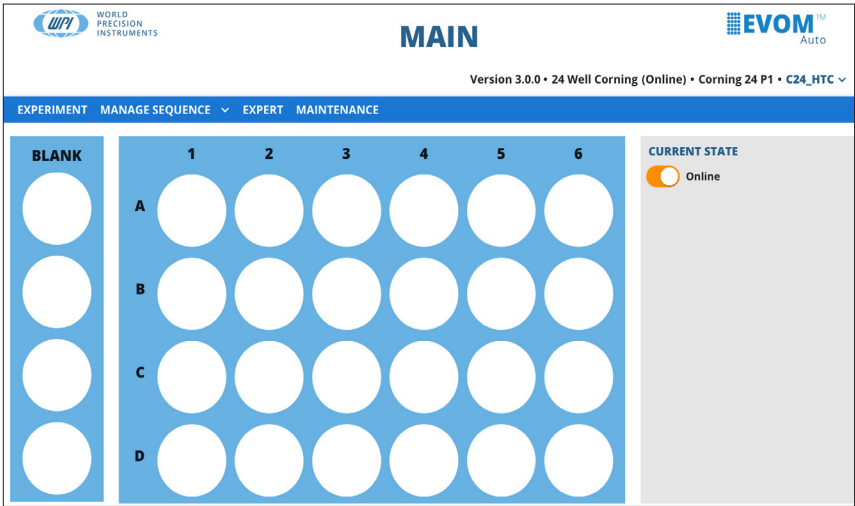 WPI
WORLD
PRECISION
INSTRUMENTS
MAIN
EVOM™
Auto
Version 3.0.0 • 24 Well Corning (Online) • Corning 24 P1 • C24_HTC
EXPERIMENT MANAGE SEQUENCE EXPERT MAINTENANCE
BLANK
1 2 3 4 5 6
A
B
C
D
CURRENT STATE
Online